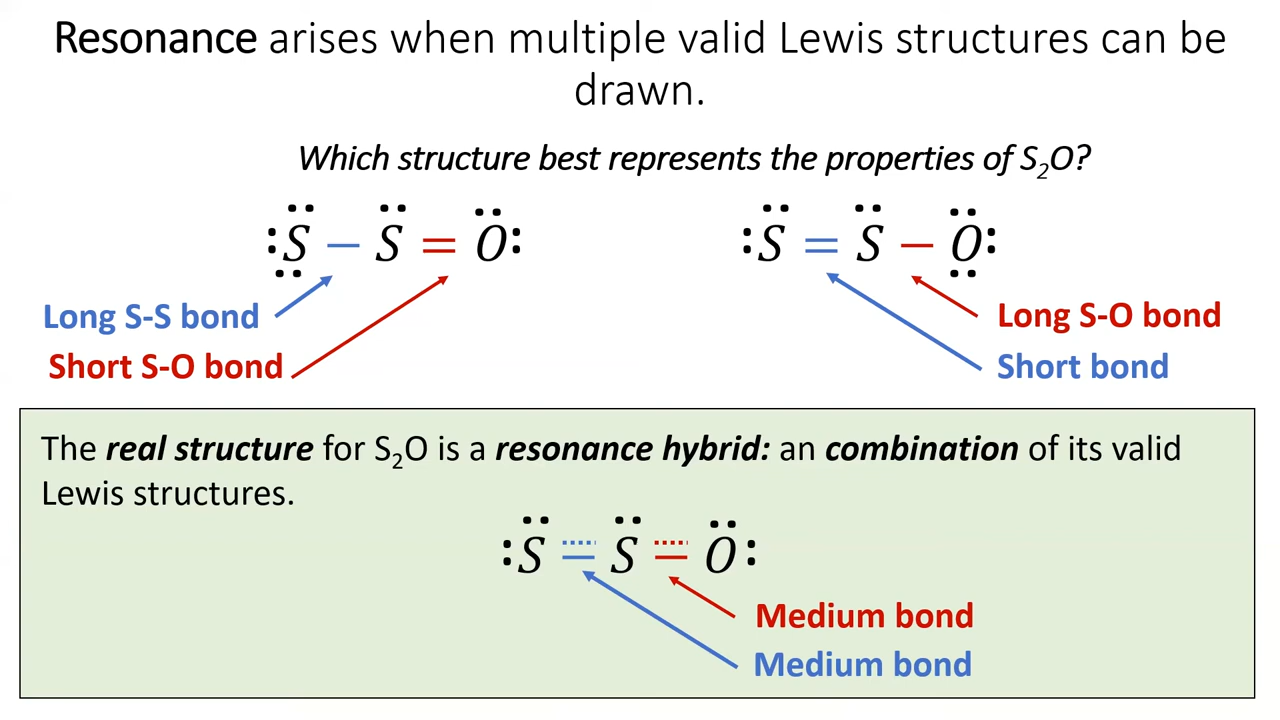 Resonance arises when multiple valid Lewis structures can be
drawn.
Which structure best represents the properties of S₂O?
:S̤̈ – S̈ = Ö:
:S̈ = S̈ – Ö̤:
Long S-S bond
Short S-O bond
Long S-O bond
Short bond
The real structure for S₂O is a resonance hybrid: an combination of its valid
Lewis structures.
:S̈ ┈ S̈ ┈ Ö:
Medium bond
Medium bond